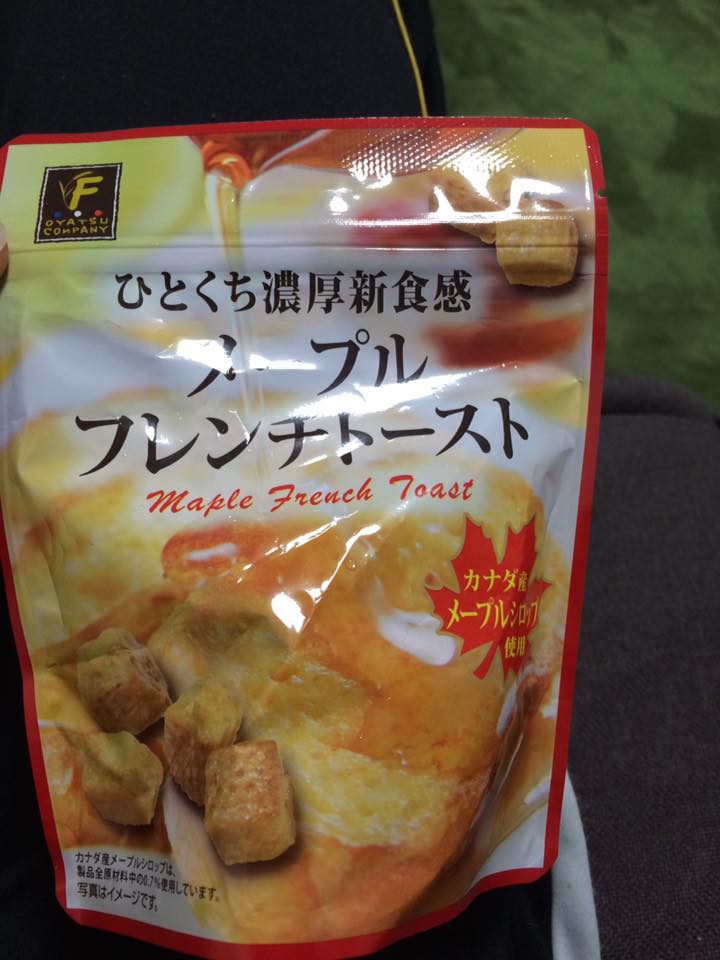 F
OYATSU
COMPANY
ひとくち濃厚新食感
メープル
フレンチトースト
Maple French Toast
カナダ産
メープルシロップ
使用
カナダ産メープルシロップは、
製品全原材料中の0.7%使用しています。
写真はイメージです。